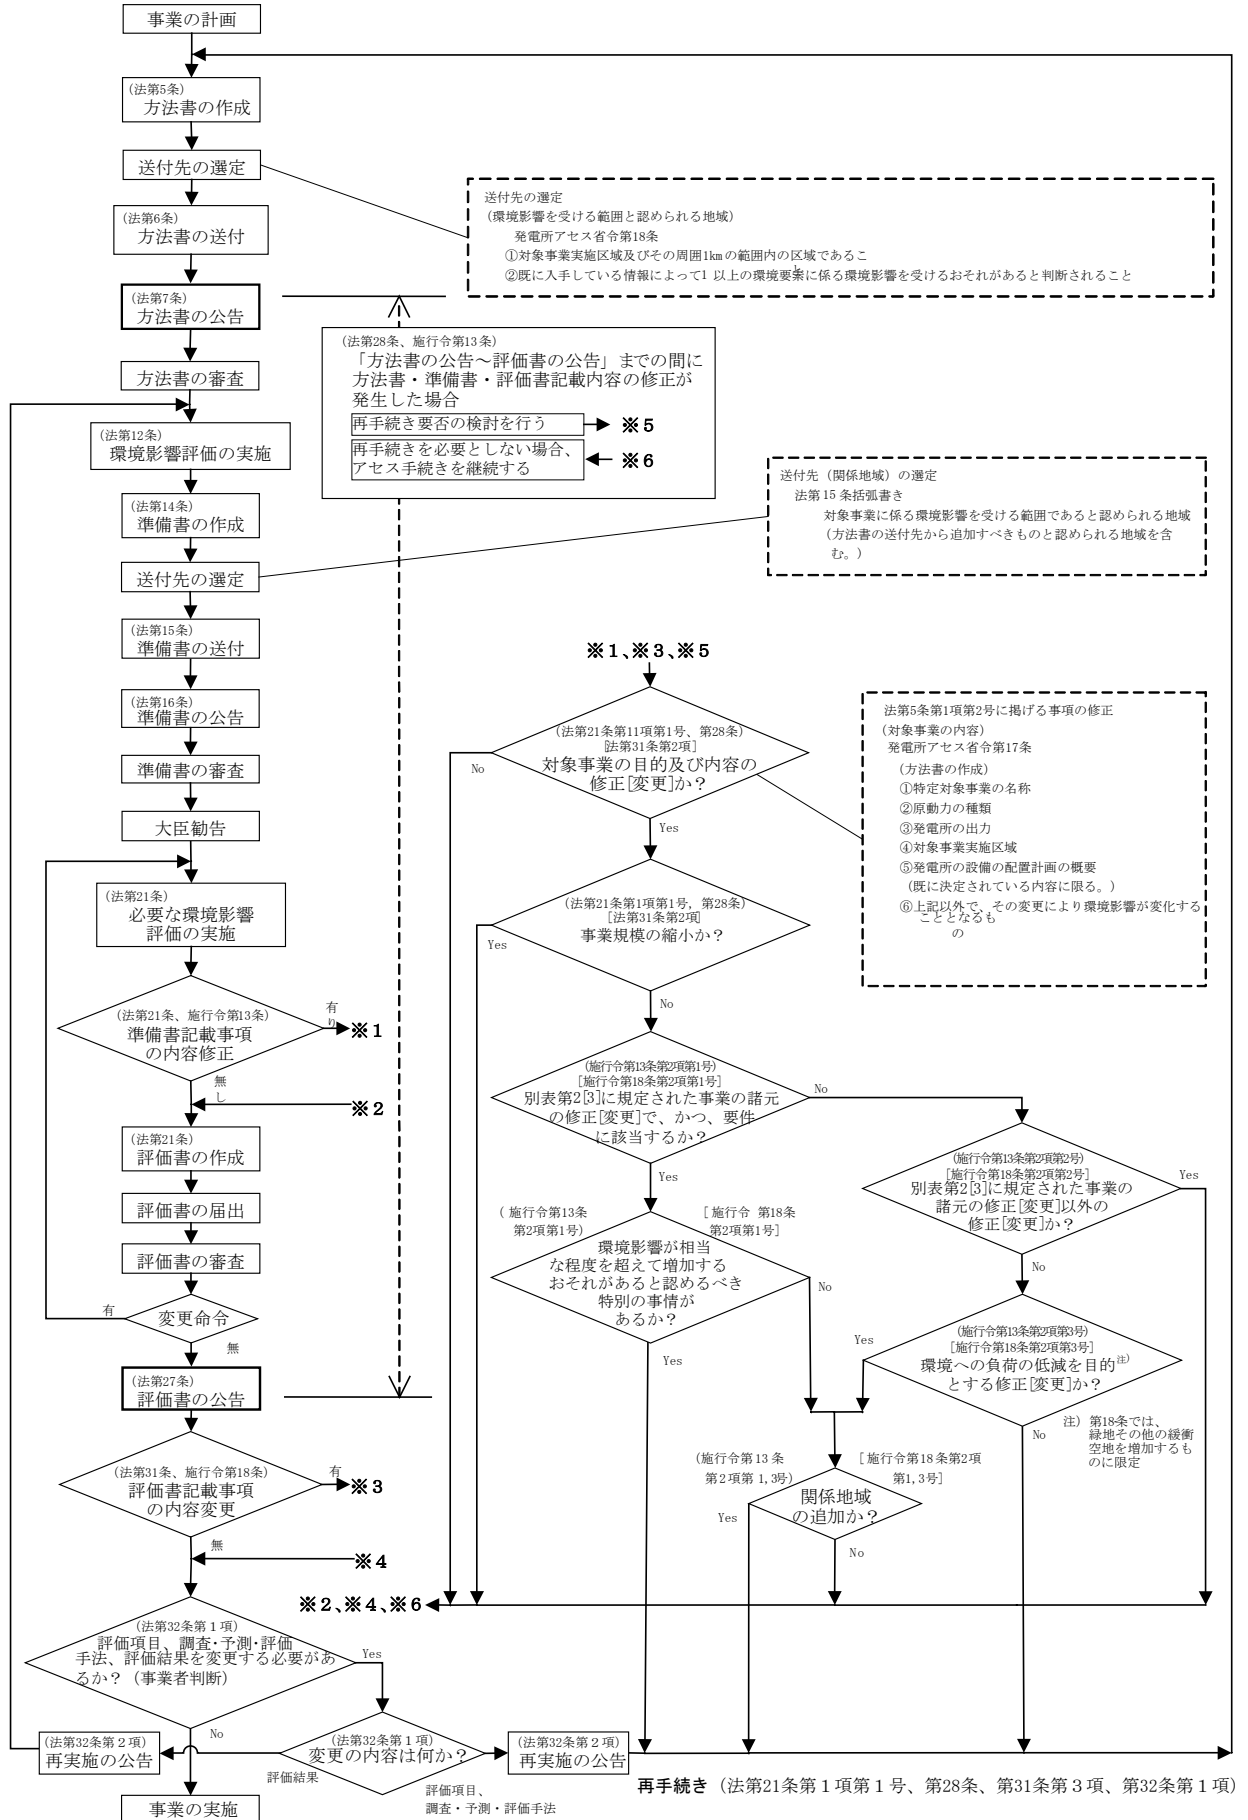 事業の計画
(法第5条)
方法書の作成
送付先の選定
(法第6条)
方法書の送付
(法第7条)
方法書の公告
方法書の審査
(法第12条)
環境影響評価の実施
(法第14条)
準備書の作成
送付先の選定
(法第15条)
準備書の送付
(法第16条)
準備書の公告
準備書の審査
大臣勧告
(法第21条)
必要な環境影響
評価の実施
(法第21条、施行令第13条)
準備書記載事項
の内容修正
有
り
※1
無
し
※2
(法第21条)
評価書の作成
評価書の届出
評価書の審査
変更命令
有
無
(法第27条)
評価書の公告
(法第31条、施行令第18条)
評価書記載事項
の内容変更
有
※3
無
※4
(法第32条第1項)
評価項目、調査・予測・評価
手法、評価結果を変更する必要があ
るか？（事業者判断）
Yes
No
(法第32条第1項)
変更の内容は何か？
評価結果
評価項目、
調査・予測・評価手法
(法第32条第2項)
再実施の公告
(法第32条第2項)
再実施の公告
事業の実施
送付先の選定
(環境影響を受ける範囲と認められる地域)
発電所アセス省令第18条
①対象事業実施区域及びその周囲1kmの範囲内の区域であるこ
と
②既に入手している情報によって1 以上の環境要素に係る環境影響を受けるおそれがあると判断されること
(法第28条、施行令第13条)
「方法書の公告～評価書の公告」までの間に
方法書・準備書・評価書記載内容の修正が
発生した場合
再手続き要否の検討を行う
※5
再手続きを必要としない場合、
アセス手続きを継続する
※6
送付先（関係地域）の選定
法第15条括弧書き
対象事業に係る環境影響を受ける範囲であると認められる地域
(方法書の送付先から追加すべきものと認められる地域を含
む。)
※1、※3、※5
(法第21条第11項第1号、第28条)
[法第31条第2項]
対象事業の目的及び内容の
修正[変更]か？
No
Yes
法第5条第1項第2号に掲げる事項の修正
(対象事業の内容)
発電所アセス省令第17条
(方法書の作成)
①特定対象事業の名称
②原動力の種類
③発電所の出力
④対象事業実施区域
⑤発電所の設備の配置計画の概要
(既に決定されている内容に限る。)
⑥上記以外で、その変更により環境影響が変化する
こととなるも
の
(法第21条第1項第1号, 第28条)
[法第31条第2項
事業規模の縮小か？
Yes
No
(施行令第13条第2項第1号)
[施行令第18条第2項第1号]
別表第2[3]に規定された事業の諸元
の修正[変更]で、かつ、要件
に該当するか？
No
Yes
(施行令第13条第2項第2号)
[施行令第18条第2項第2号]
別表第2[3]に規定された事業の
諸元の修正[変更]以外の
修正[変更]か？
Yes
No
(施行令第13条
第2項第1号)
[施行令 第18条
第2項第1号]
環境影響が相当
な程度を超えて増加する
おそれがあると認めるべき
特別の事情が
あるか？
No
Yes
(施行令第13条第2項第3号)
[施行令第18条第2項第3号]
環境への負荷の低減を目的注)
とする修正[変更]か？
Yes
No
注) 第18条では、
緑地その他の緩衝
空地を増加するも
のに限定
(施行令第13条
第2項第1,3号)
[施行令第18条第2項
第1,3号]
関係地域
の追加か？
Yes
No
※2、※4、※6
再手続き（法第21条第1項第1号、第28条、第31条第3項、第32条第1項)